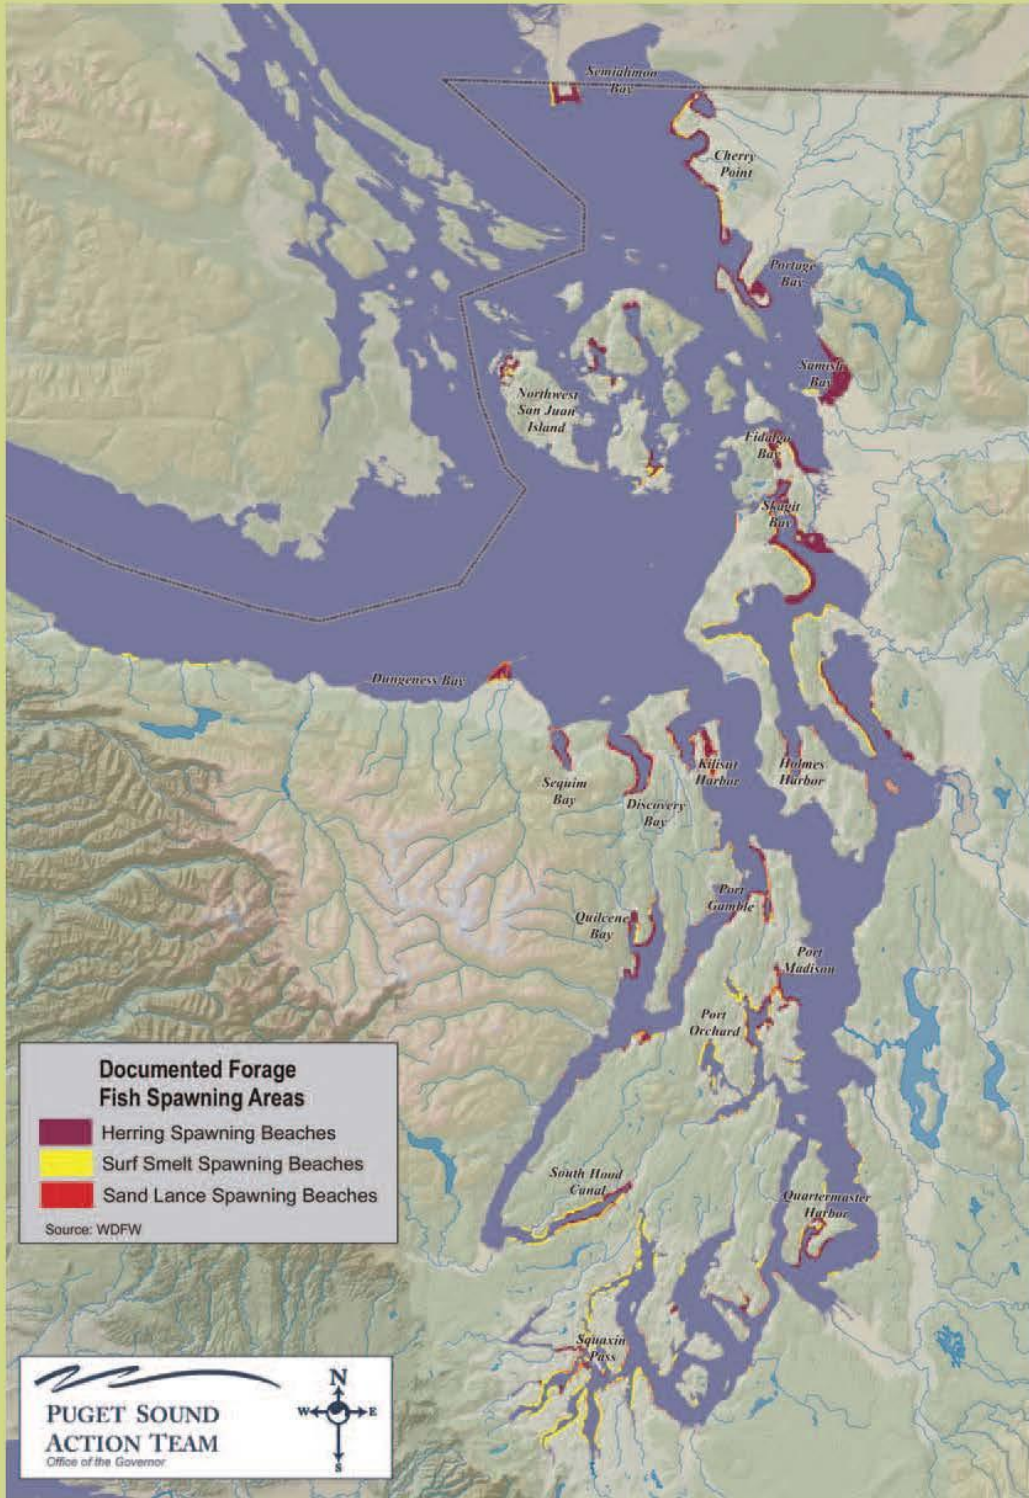 Semiahmoo
Bay
Cherry
Point
Portage
Bay
Samish
Bay
Northwest
San Juan
Island
Fidalgo
Bay
Skagit
Bay
Dungeness Bay
Sequim
Bay
Discovery
Bay
Kilisut
Harbor
Holmes
Harbor
Port
Gamble
Quilcene
Bay
Port
Madison
Port
Orchard
South Hood
Canal
Quartermaster
Harbor
Squaxin
Pass
Documented Forage
Fish Spawning Areas
Herring Spawning Beaches
Surf Smelt Spawning Beaches
Sand Lance Spawning Beaches
Source: WDFW
PUGET SOUND
ACTION TEAM
Office of the Governor
N
W E
S